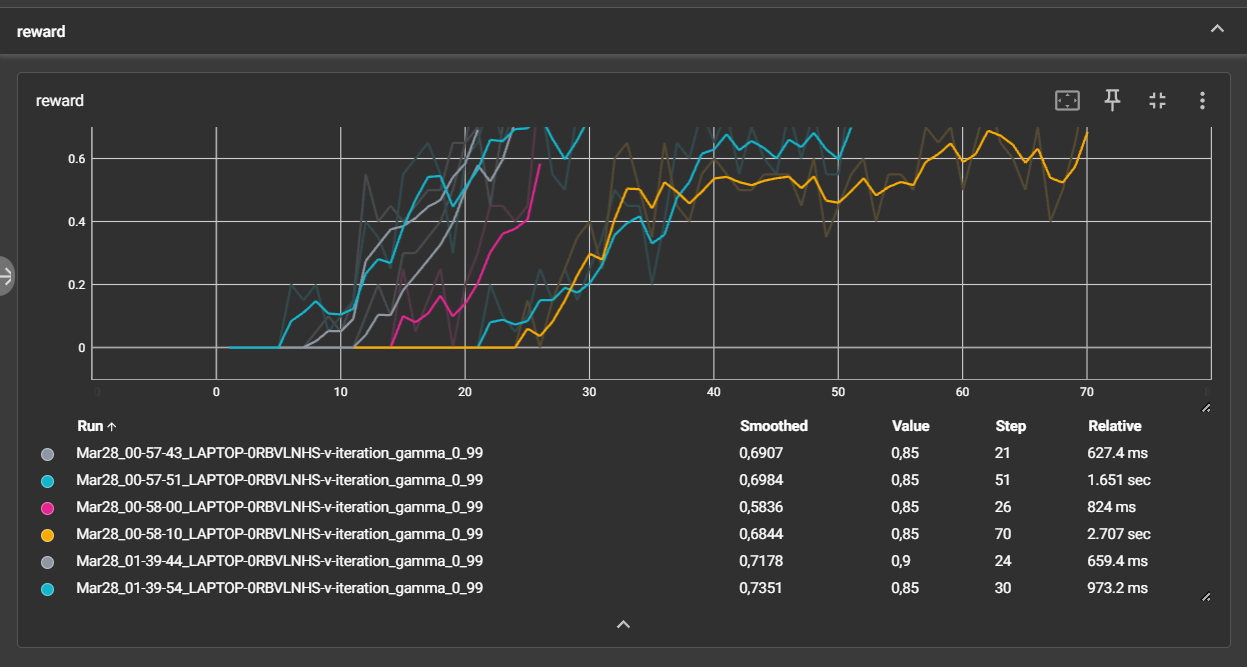 reward
reward
0.6
0.4
0.2
0
0 10 20 30 40 50 60 70
Run Smoothed Value Step Relative
Mar28_00-57-43_LAPTOP-0RBVLNHS-v-iteration_gamma_0_99 0,6907 0,85 21 627.4 ms
Mar28_00-57-51_LAPTOP-0RBVLNHS-v-iteration_gamma_0_99 0,6984 0,85 51 1.651 sec
Mar28_00-58-00_LAPTOP-0RBVLNHS-v-iteration_gamma_0_99 0,5836 0,85 26 824 ms
Mar28_00-58-10_LAPTOP-0RBVLNHS-v-iteration_gamma_0_99 0,6844 0,85 70 2.707 sec
Mar28_01-39-44_LAPTOP-0RBVLNHS-v-iteration_gamma_0_99 0,7178 0,9 24 659.4 ms
Mar28_01-39-54_LAPTOP-0RBVLNHS-v-iteration_gamma_0_99 0,7351 0,85 30 973.2 ms